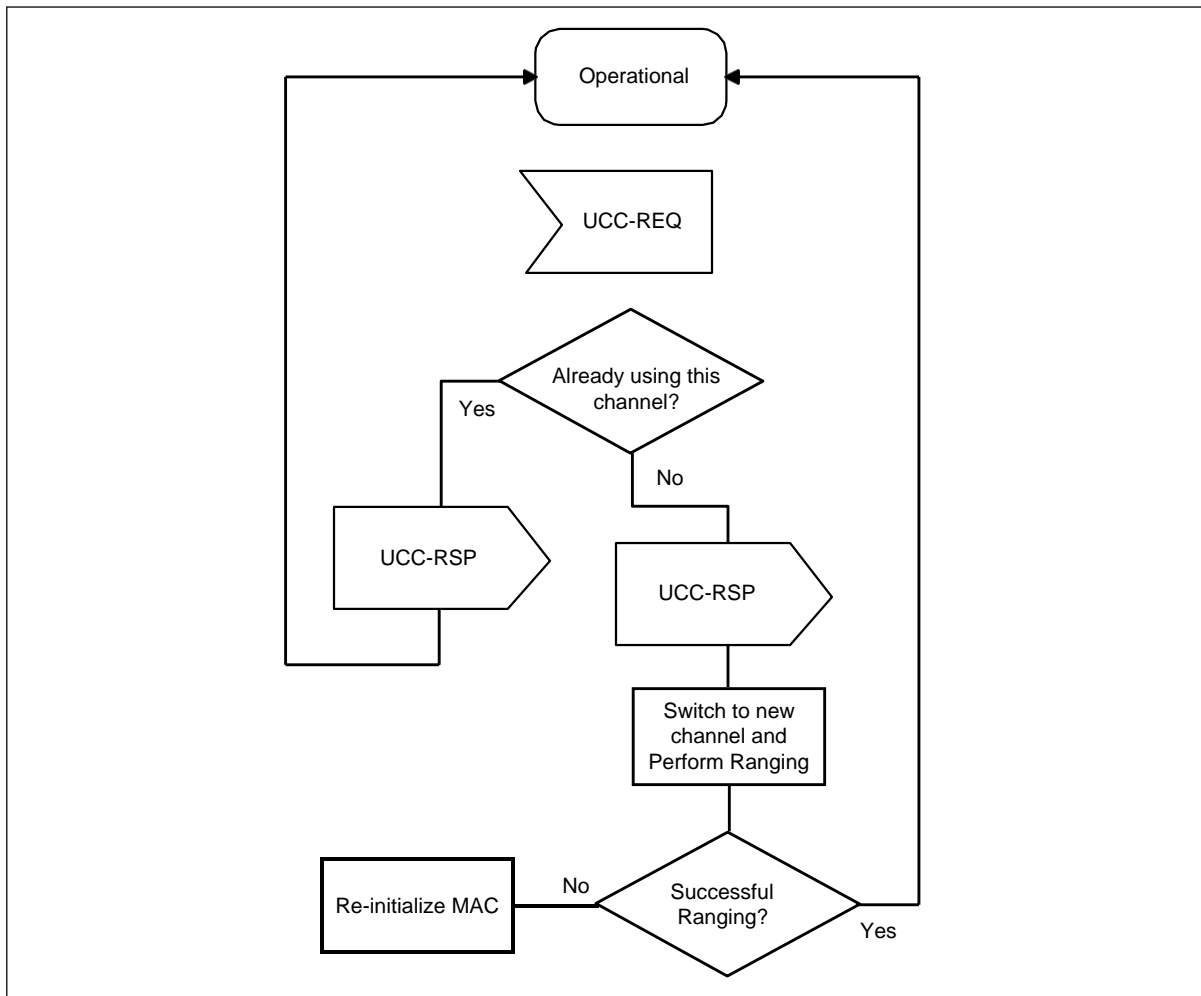 Operational
UCC-REQ
Already using this
channel?
Yes
No
UCC-RSP
UCC-RSP
Switch to new
channel and
Perform Ranging
No
Successful
Ranging?
Re-initialize MAC
Yes